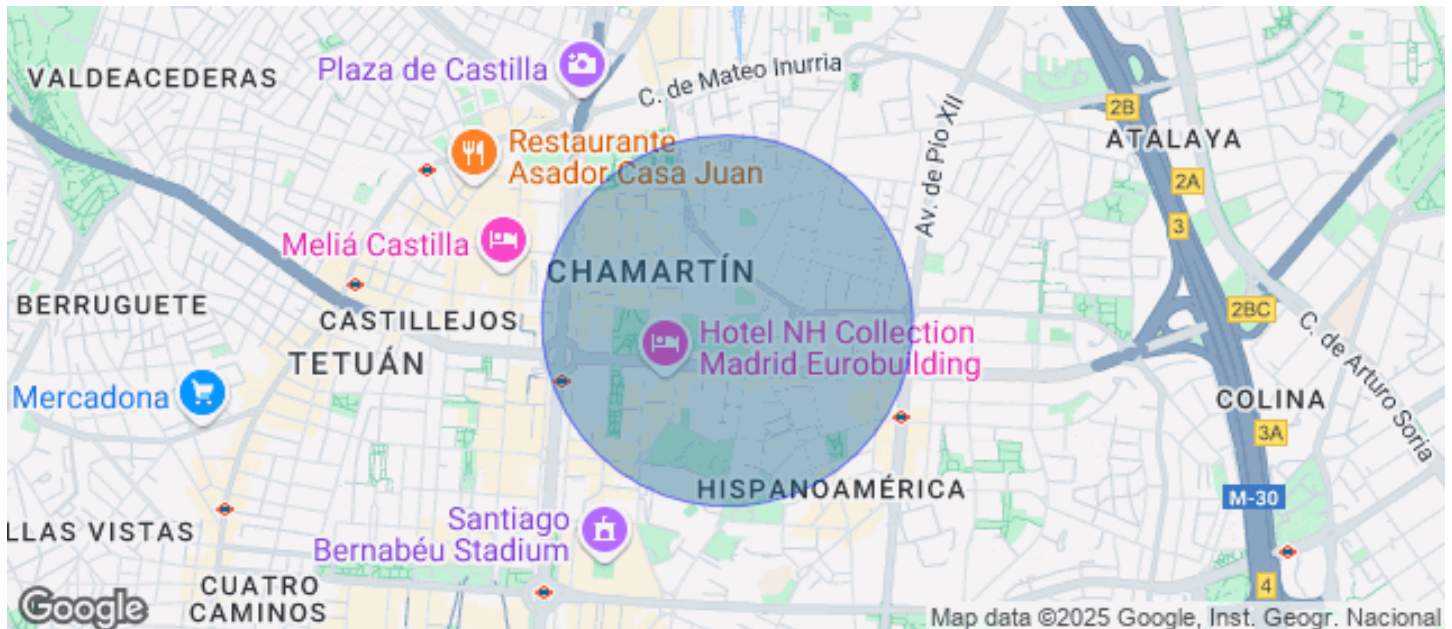 VALDEACEDERAS
Plaza de Castilla
C. de Mateo Inurria
2B
ATALAYA
Restaurante
Asador Casa Juan
Av. de Pío XII
2A
3
Meliá Castilla
CHAMARTÍN
BERRUGUETE
CASTILLEJOS
2BC
TETUÁN
Hotel NH Collection
Madrid Eurobuilding
C. de Arturo Soria
Mercadona
COLINA
3A
HISPANOAMÉRICA
M-30
LLAS VISTAS
Santiago
Bernabéu Stadium
CUATRO
CAMINOS
4
Google
Map data ©2025 Google, Inst. Geogr. Nacional